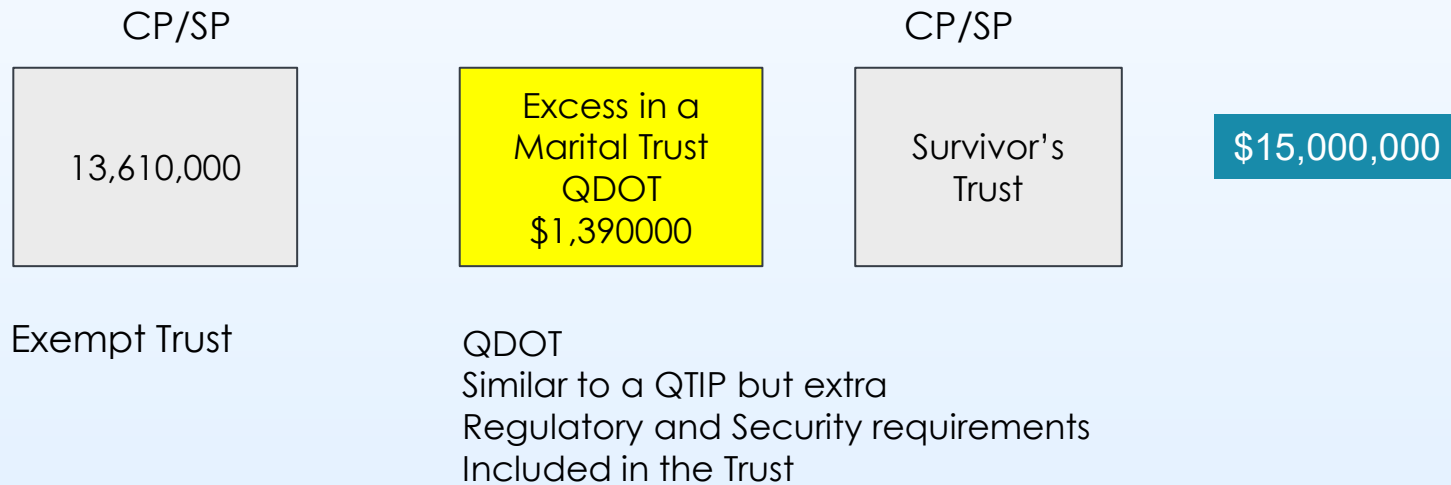 CP/SP
CP/SP
13,610,000
Excess in a
Marital Trust
QDOT
$1,390000
Survivor’s
Trust
$15,000,000
Exempt Trust
QDOT
Similar to a QTIP but extra
Regulatory and Security requirements
Included in the Trust